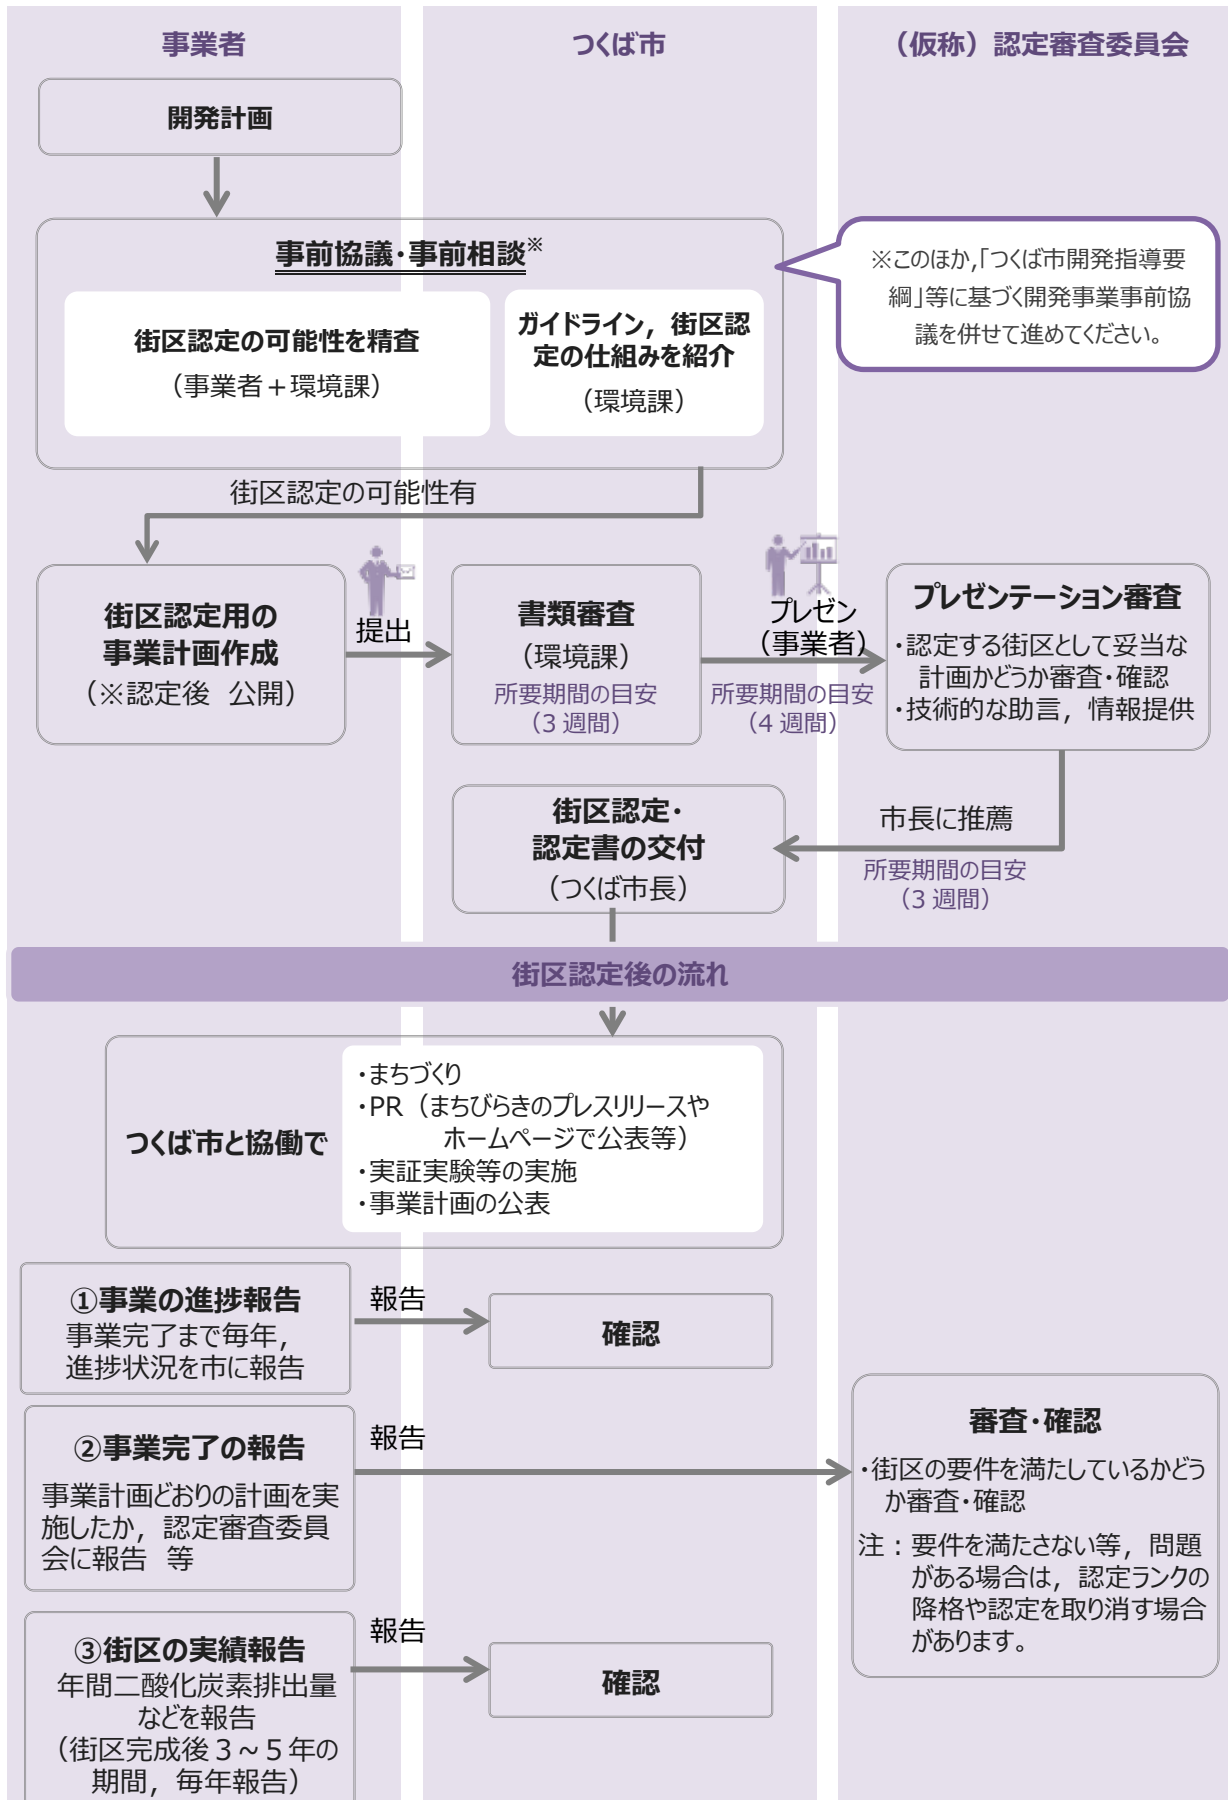 事業者
つくば市
（仮称）認定審査委員会
開発計画
事前協議・事前相談※
※このほか，「つくば市開発指導要
綱」等に基づく開発事業事前協
議を併せて進めてください。
街区認定の可能性を精査
（事業者＋環境課）
ガイドライン，街区認
定の仕組みを紹介
（環境課）
街区認定の可能性有
街区認定用の
事業計画作成
（※認定後　公開）
提出
書類審査
（環境課）
所要期間の目安
（3 週間）
プレゼン
（事業者）
所要期間の目安
（4 週間）
プレゼンテーション審査
・認定する街区として妥当な
計画かどうか審査・確認
・技術的な助言，情報提供
市長に推薦
所要期間の目安
（3 週間）
街区認定・
認定書の交付
（つくば市長）
街区認定後の流れ
つくば市と協働で
・まちづくり
・PR（まちびらきのプレスリリースや
ホームページで公表等）
・実証実験等の実施
・事業計画の公表
①事業の進捗報告
事業完了まで毎年，
進捗状況を市に報告
報告
確認
②事業完了の報告
事業計画どおりの計画を実
施したか，認定審査委員
会に報告　等
報告
審査・確認
・街区の要件を満たしているかどう
か審査・確認
注：要件を満たさない等，問題
がある場合は，認定ランクの
降格や認定を取り消す場合
があります。
③街区の実績報告
年間二酸化炭素排出量
などを報告
（街区完成後３～５年の
期間，毎年報告）
報告
確認